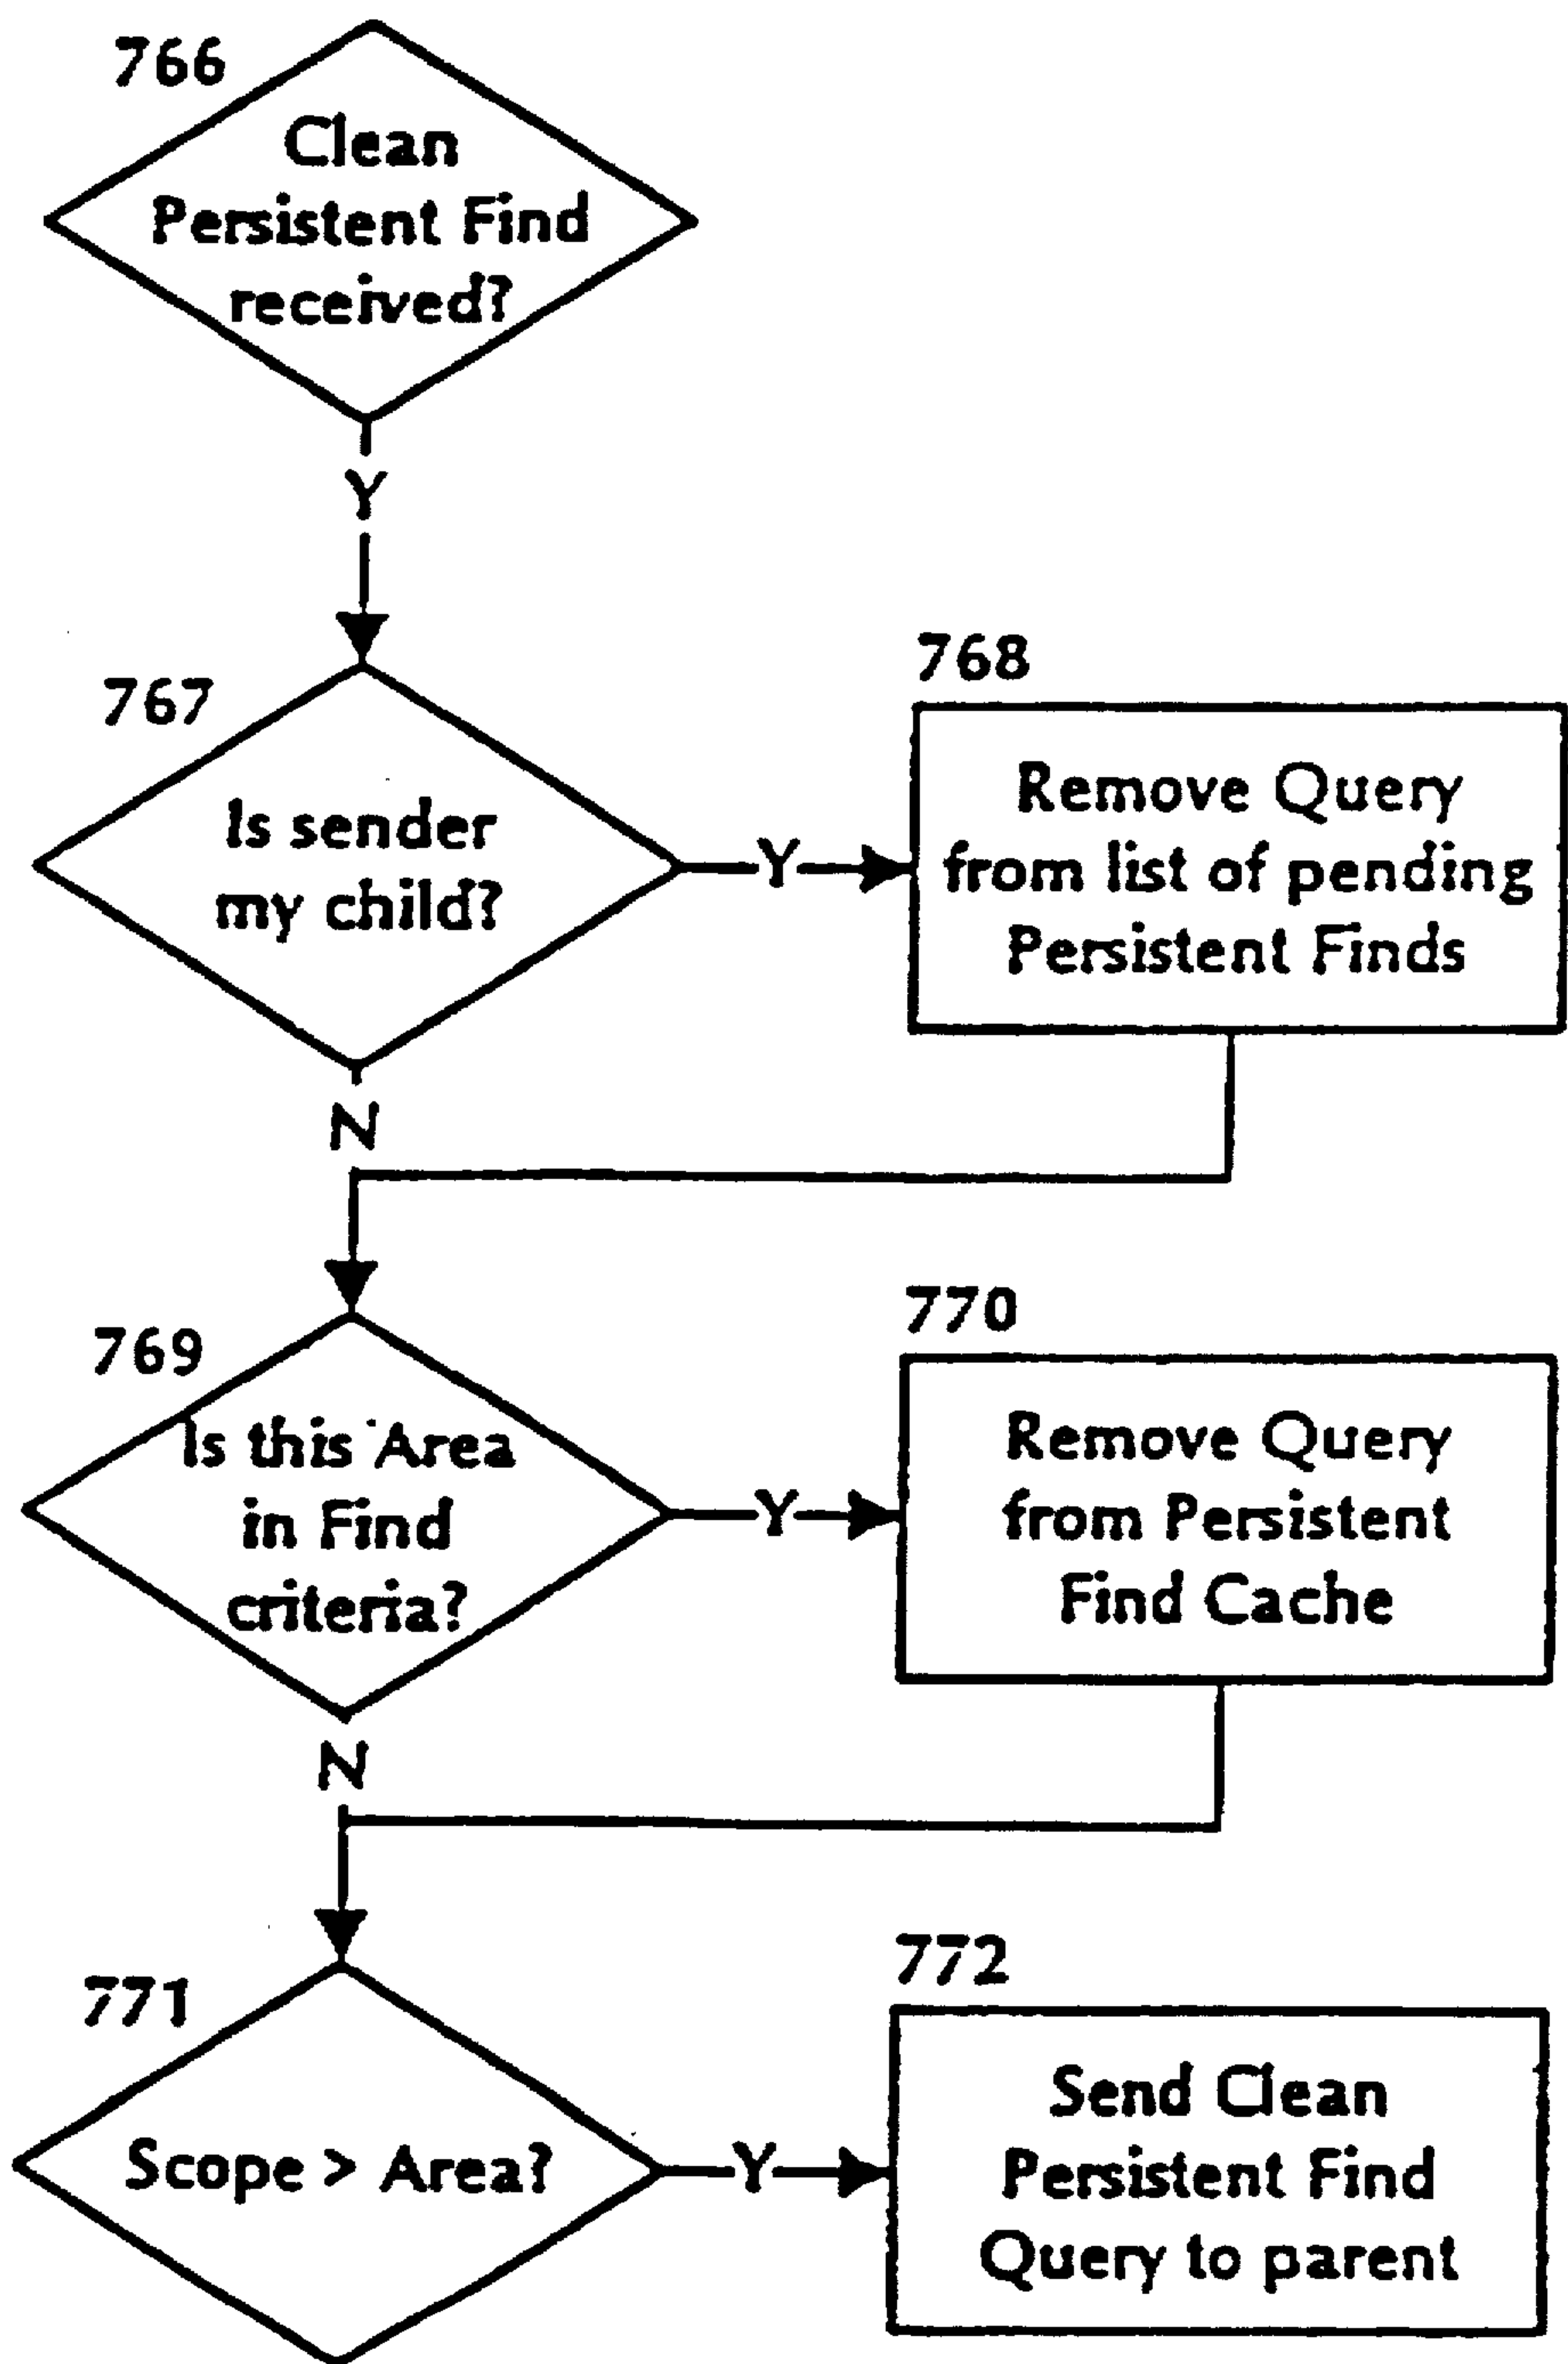 766
Clean
Persistent Find
received?
Y
767
Is sender
my child?
Y
768
Remove Query
from list of pending
Persistent Finds
N
769
Is this Area
in Find
criteria?
Y
770
Remove Query
from Persistent
Find Cache
N
771
Scope > Area?
Y
772
Send Clean
Persistent Find
Query to parent